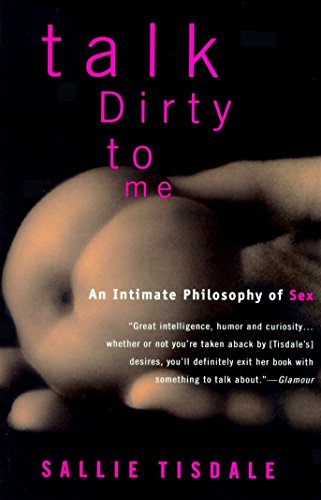 talk
Dirty
to
me
An Intimate Philosophy of Sex
"Great intelligence, humor and curiosity...
whether or not you're taken aback by [Tisdale's]
desires, you'll definitely exit her book with
something to talk about."—Glamour
SALLIE TISDALE